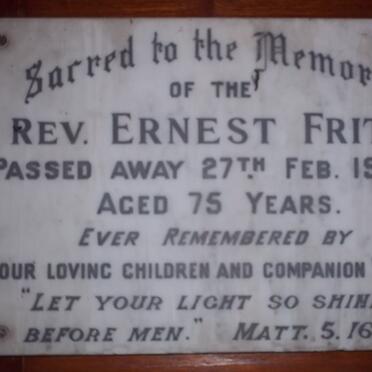 Sacred to the Memor
OF THE
REV. ERNEST FRIT
PASSED AWAY 27TH FEB. 19
AGED 75 YEARS.
EVER REMEMBERED BY
OUR LOVING CHILDREN AND COMPANION
"LET YOUR LIGHT SO SHIN
BEFORE MEN." MATT. 5. 16